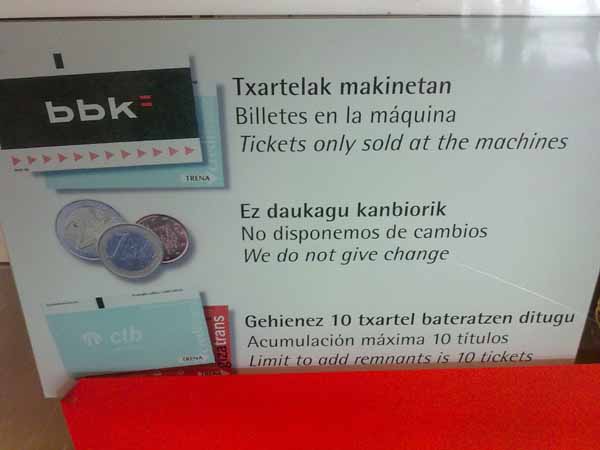 bbk=
TRENA
Txartelak makinetan
Billetes en la máquina
Tickets only sold at the machines
Ez daukagu kanbiorik
No disponemos de cambios
We do not give change
ctb
TRENA
TRENA
trans
Gehienez 10 txartel bateratzen ditugu
Acumulación máxima 10 títulos
Limit to add remnants is 10 tickets